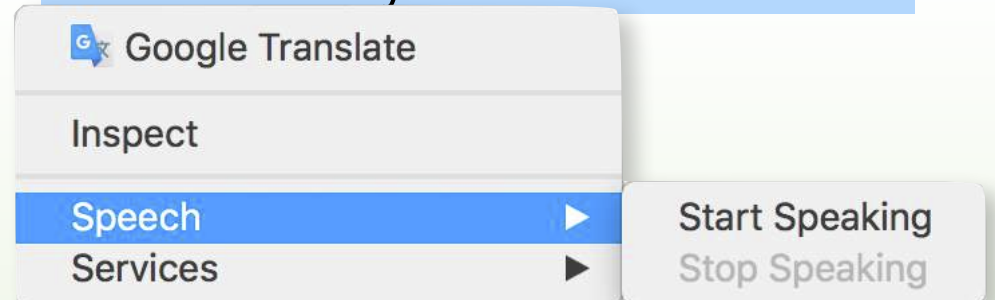 Google Translate
Inspect
Speech
Start Speaking
Services
Stop Speaking